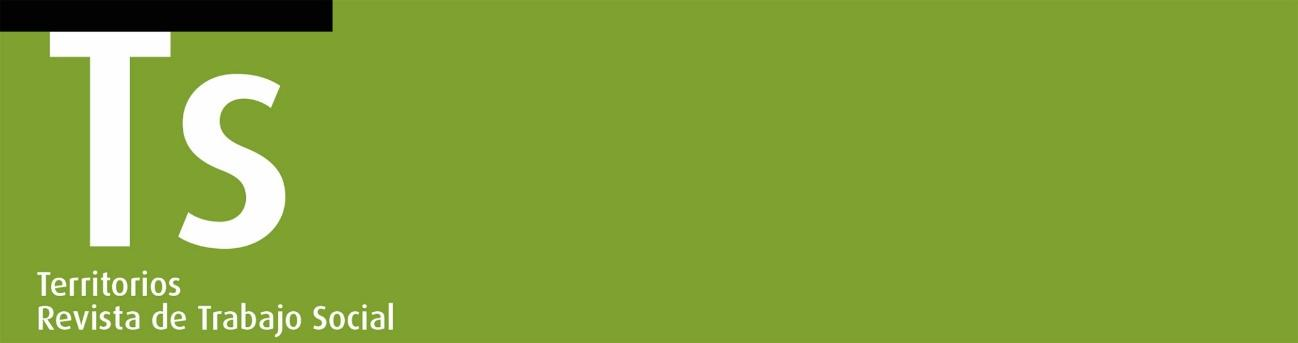 Ts
Territorios
Revista de Trabajo Social